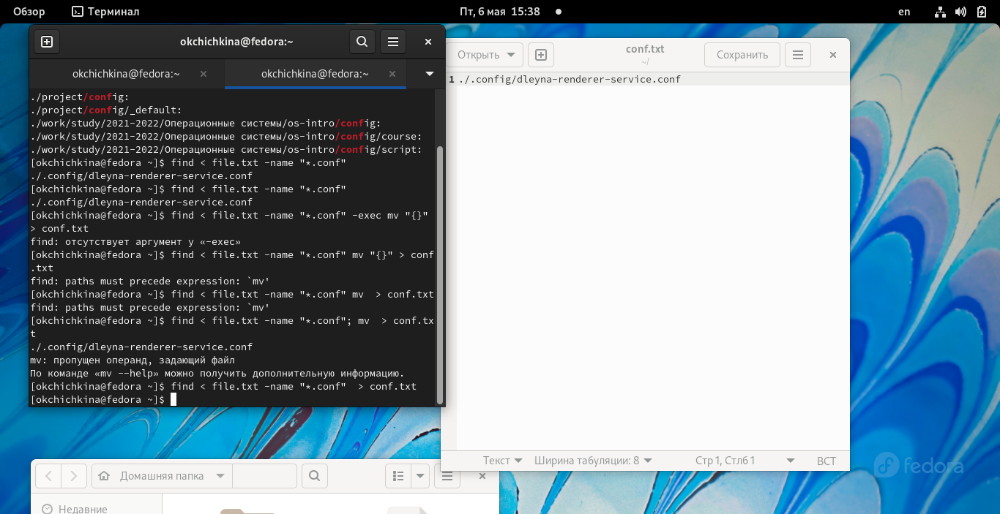 Обзор Терминал Пт, 6 мая 15:38 en
okchichkina@fedora:~
okchichkina@fedora:~ okchichkina@fedora:~
./project/config:
./project/config/_default:
./work/study/2021-2022/Операционные системы/os-intro/config:
./work/study/2021-2022/Операционные системы/os-intro/config/course:
./work/study/2021-2022/Операционные системы/os-intro/config/script:
[okchichkina@fedora ~]$ find < file.txt -name "*.conf"
./.config/dleyna-renderer-service.conf
[okchichkina@fedora ~]$ find < file.txt -name "*.conf"
./.config/dleyna-renderer-service.conf
[okchichkina@fedora ~]$ find < file.txt -name "*.conf" -exec mv "{}"
> conf.txt
find: отсутствует аргумент у «-exec»
[okchichkina@fedora ~]$ find < file.txt -name "*.conf" mv "{}" > conf
.txt
find: paths must precede expression: `mv'
[okchichkina@fedora ~]$ find < file.txt -name "*.conf" mv  > conf.txt
find: paths must precede expression: `mv'
[okchichkina@fedora ~]$ find < file.txt -name "*.conf"; mv  > conf.tx
t
./.config/dleyna-renderer-service.conf
mv: пропущен операнд, задающий файл
По команде «mv --help» можно получить дополнительную информацию.
[okchichkina@fedora ~]$ find < file.txt -name "*.conf"  > conf.txt
[okchichkina@fedora ~]$
Открыть conf.txt Сохранить
~/
1 ./.config/dleyna-renderer-service.conf
Текст Ширина табуляции: 8 Стр 1, Стлб 1 ВСТ
fedora
Домашняя папка
Недавние